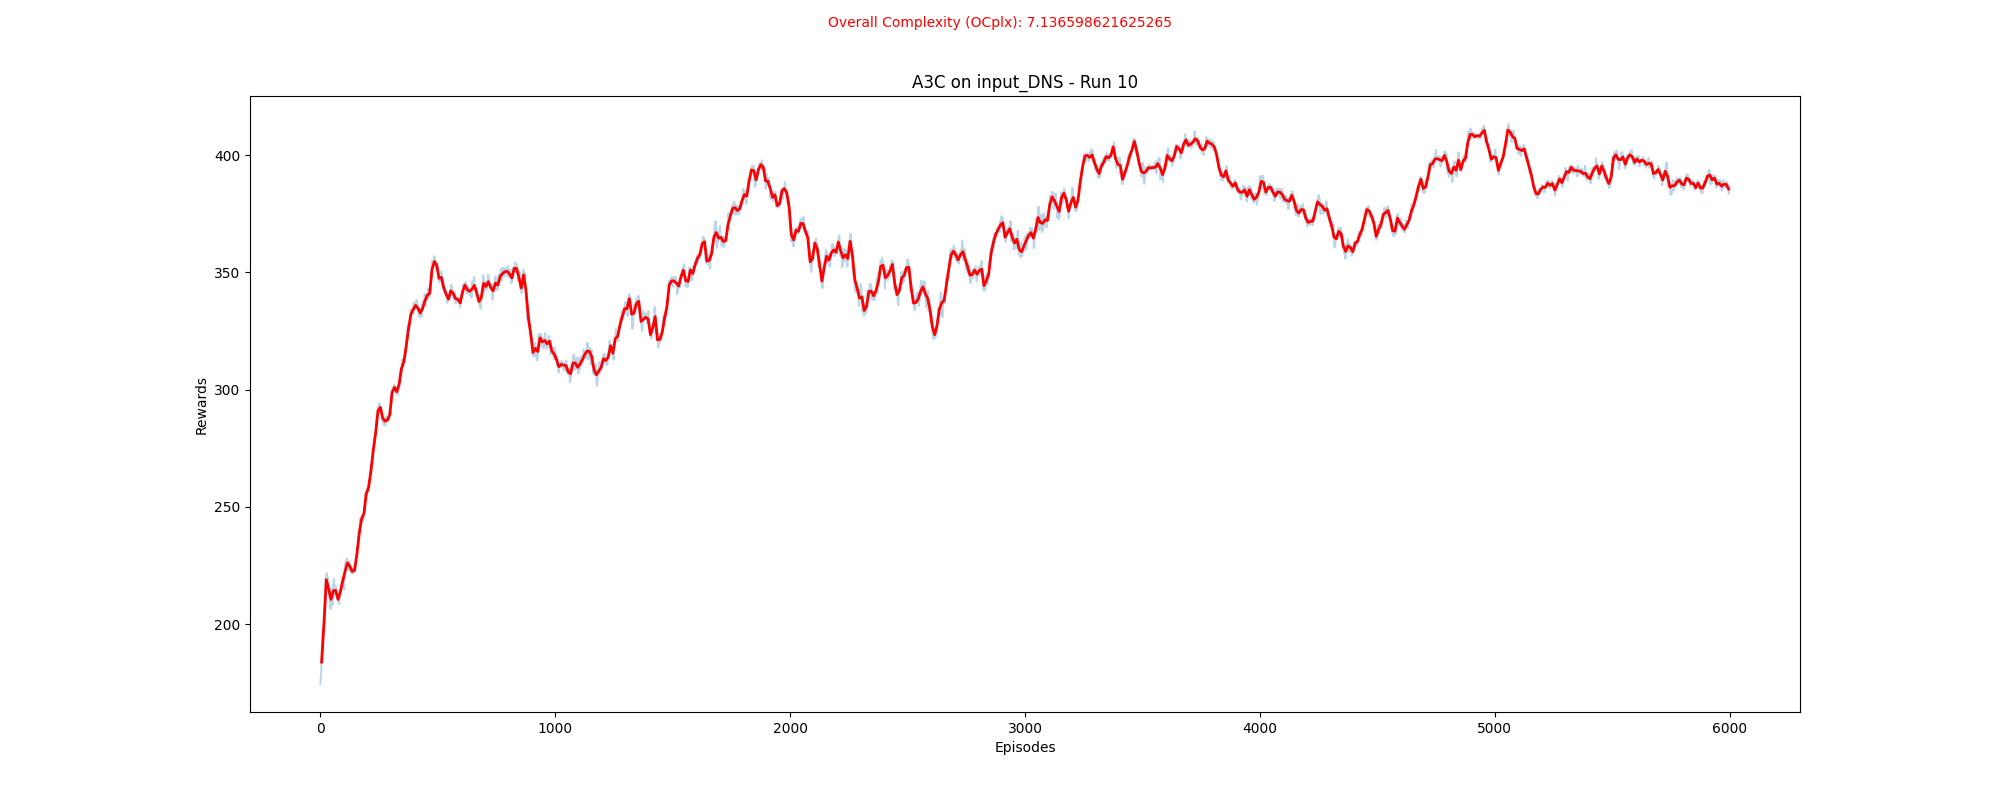 Overall Complexity (OCplx): 7.136598621625265
A3C on input_DNS - Run 10
400
350
300
250
200
Rewards
0 1000 2000 3000 4000 5000 6000
Episodes